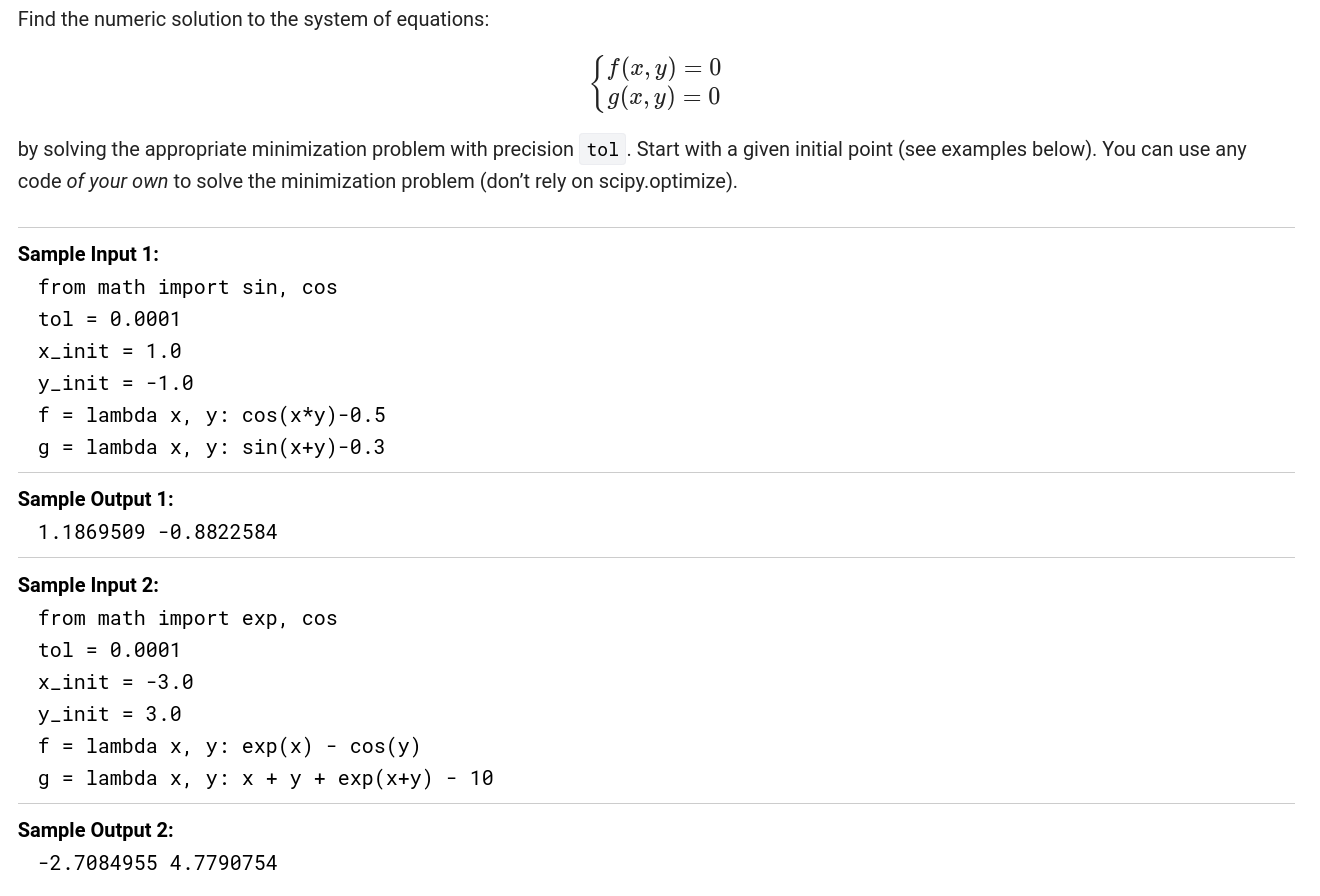 Find the numeric solution to the system of equations:
{f(x, y) = 0
g(x, y) = 0
by solving the appropriate minimization problem with precision tol . Start with a given initial point (see examples below). You can use any
code of your own to solve the minimization problem (don’t rely on scipy.optimize).
Sample Input 1:
from math import sin, cos
tol = 0.0001
x_init = 1.0
y_init = -1.0
f = lambda x, y: cos(x*y)-0.5
g = lambda x, y: sin(x+y)-0.3
Sample Output 1:
1.1869509 -0.8822584
Sample Input 2:
from math import exp, cos
tol = 0.0001
x_init = -3.0
y_init = 3.0
f = lambda x, y: exp(x) - cos(y)
g = lambda x, y: x + y + exp(x+y) - 10
Sample Output 2:
-2.7084955 4.7790754